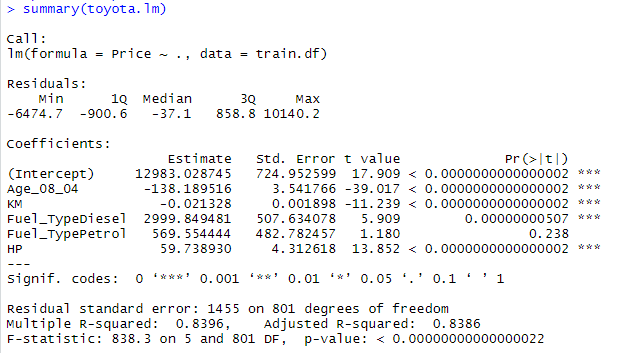 > summary(toyota.lm)
Call:
lm(formula = Price ~ ., data = train.df)
Residuals:
Min 1Q Median 3Q Max
-6474.7 -900.6 -37.1 858.8 10140.2
Coefficients:
Estimate Std. Error t value Pr(>|t|)
(Intercept) 12983.028745 724.952599 17.909 < 0.0000000000000002 ***
Age_08_04 -138.189516 3.541766 -39.017 < 0.0000000000000002 ***
KM -0.021328 0.001898 -11.239 < 0.0000000000000002 ***
Fuel_TypeDiesel 2999.849481 507.634078 5.909 0.00000000507 ***
Fuel_TypePetrol 569.554444 482.782457 1.180 0.238
HP 59.738930 4.312618 13.852 < 0.0000000000000002 ***
---
Signif. codes: 0 ‘***’ 0.001 ‘**’ 0.01 ‘*’ 0.05 ‘.’ 0.1 ‘ ’ 1
Residual standard error: 1455 on 801 degrees of freedom
Multiple R-squared: 0.8396, Adjusted R-squared: 0.8386
F-statistic: 838.3 on 5 and 801 DF, p-value: < 0.00000000000000022